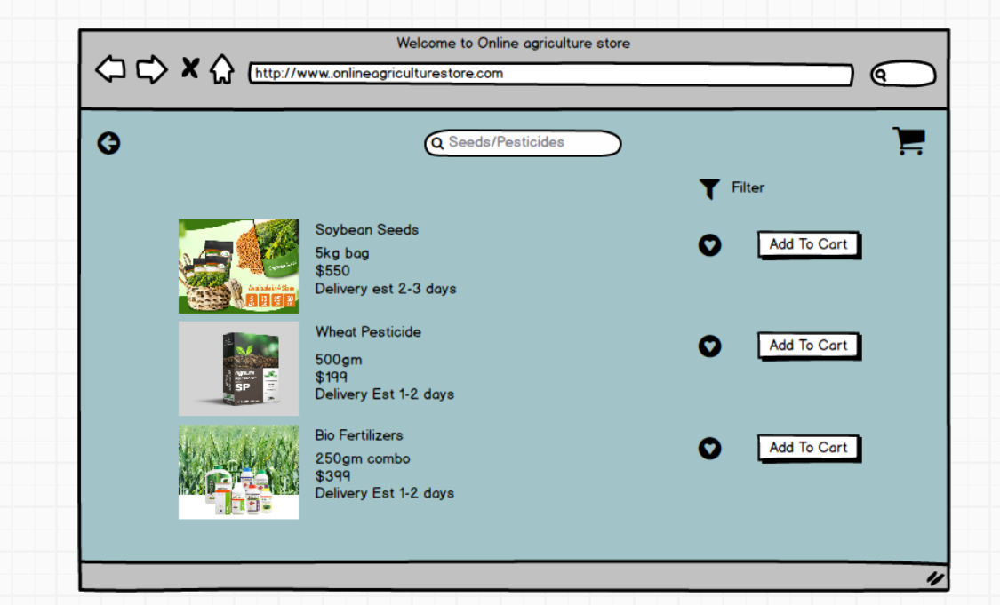 Welcome to Online agriculture store
http://www..onlineagriculturestore.com
Seeds/Pesticides
Filter
Soybean Seeds
5kg bag
$550
Delivery est 2-3 days
Add To Cart
Wheat Pesticide
500gm
$199
Delivery Est 1-2 days
Add To Cart
SP
Bio Fertilizers
250gm combo
$399
Delivery Est 1-2 days
Add To Cart